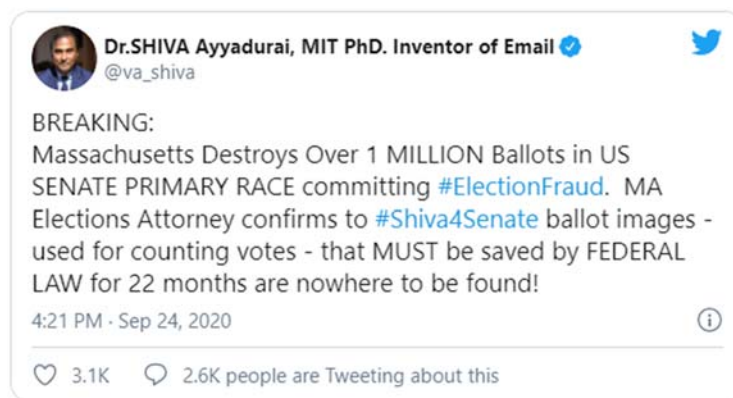 Dr.SHIVA Ayyadurai, MIT PhD. Inventor of Email
@va_shiva
BREAKING:
Massachusetts Destroys Over 1 MILLION Ballots in US
SENATE PRIMARY RACE committing #ElectionFraud. MA
Elections Attorney confirms to #Shiva4Senate ballot images -
used for counting votes - that MUST be saved by FEDERAL
LAW for 22 months are nowhere to be found!
4:21 PM · Sep 24, 2020
3.1K 2.6K people are Tweeting about this